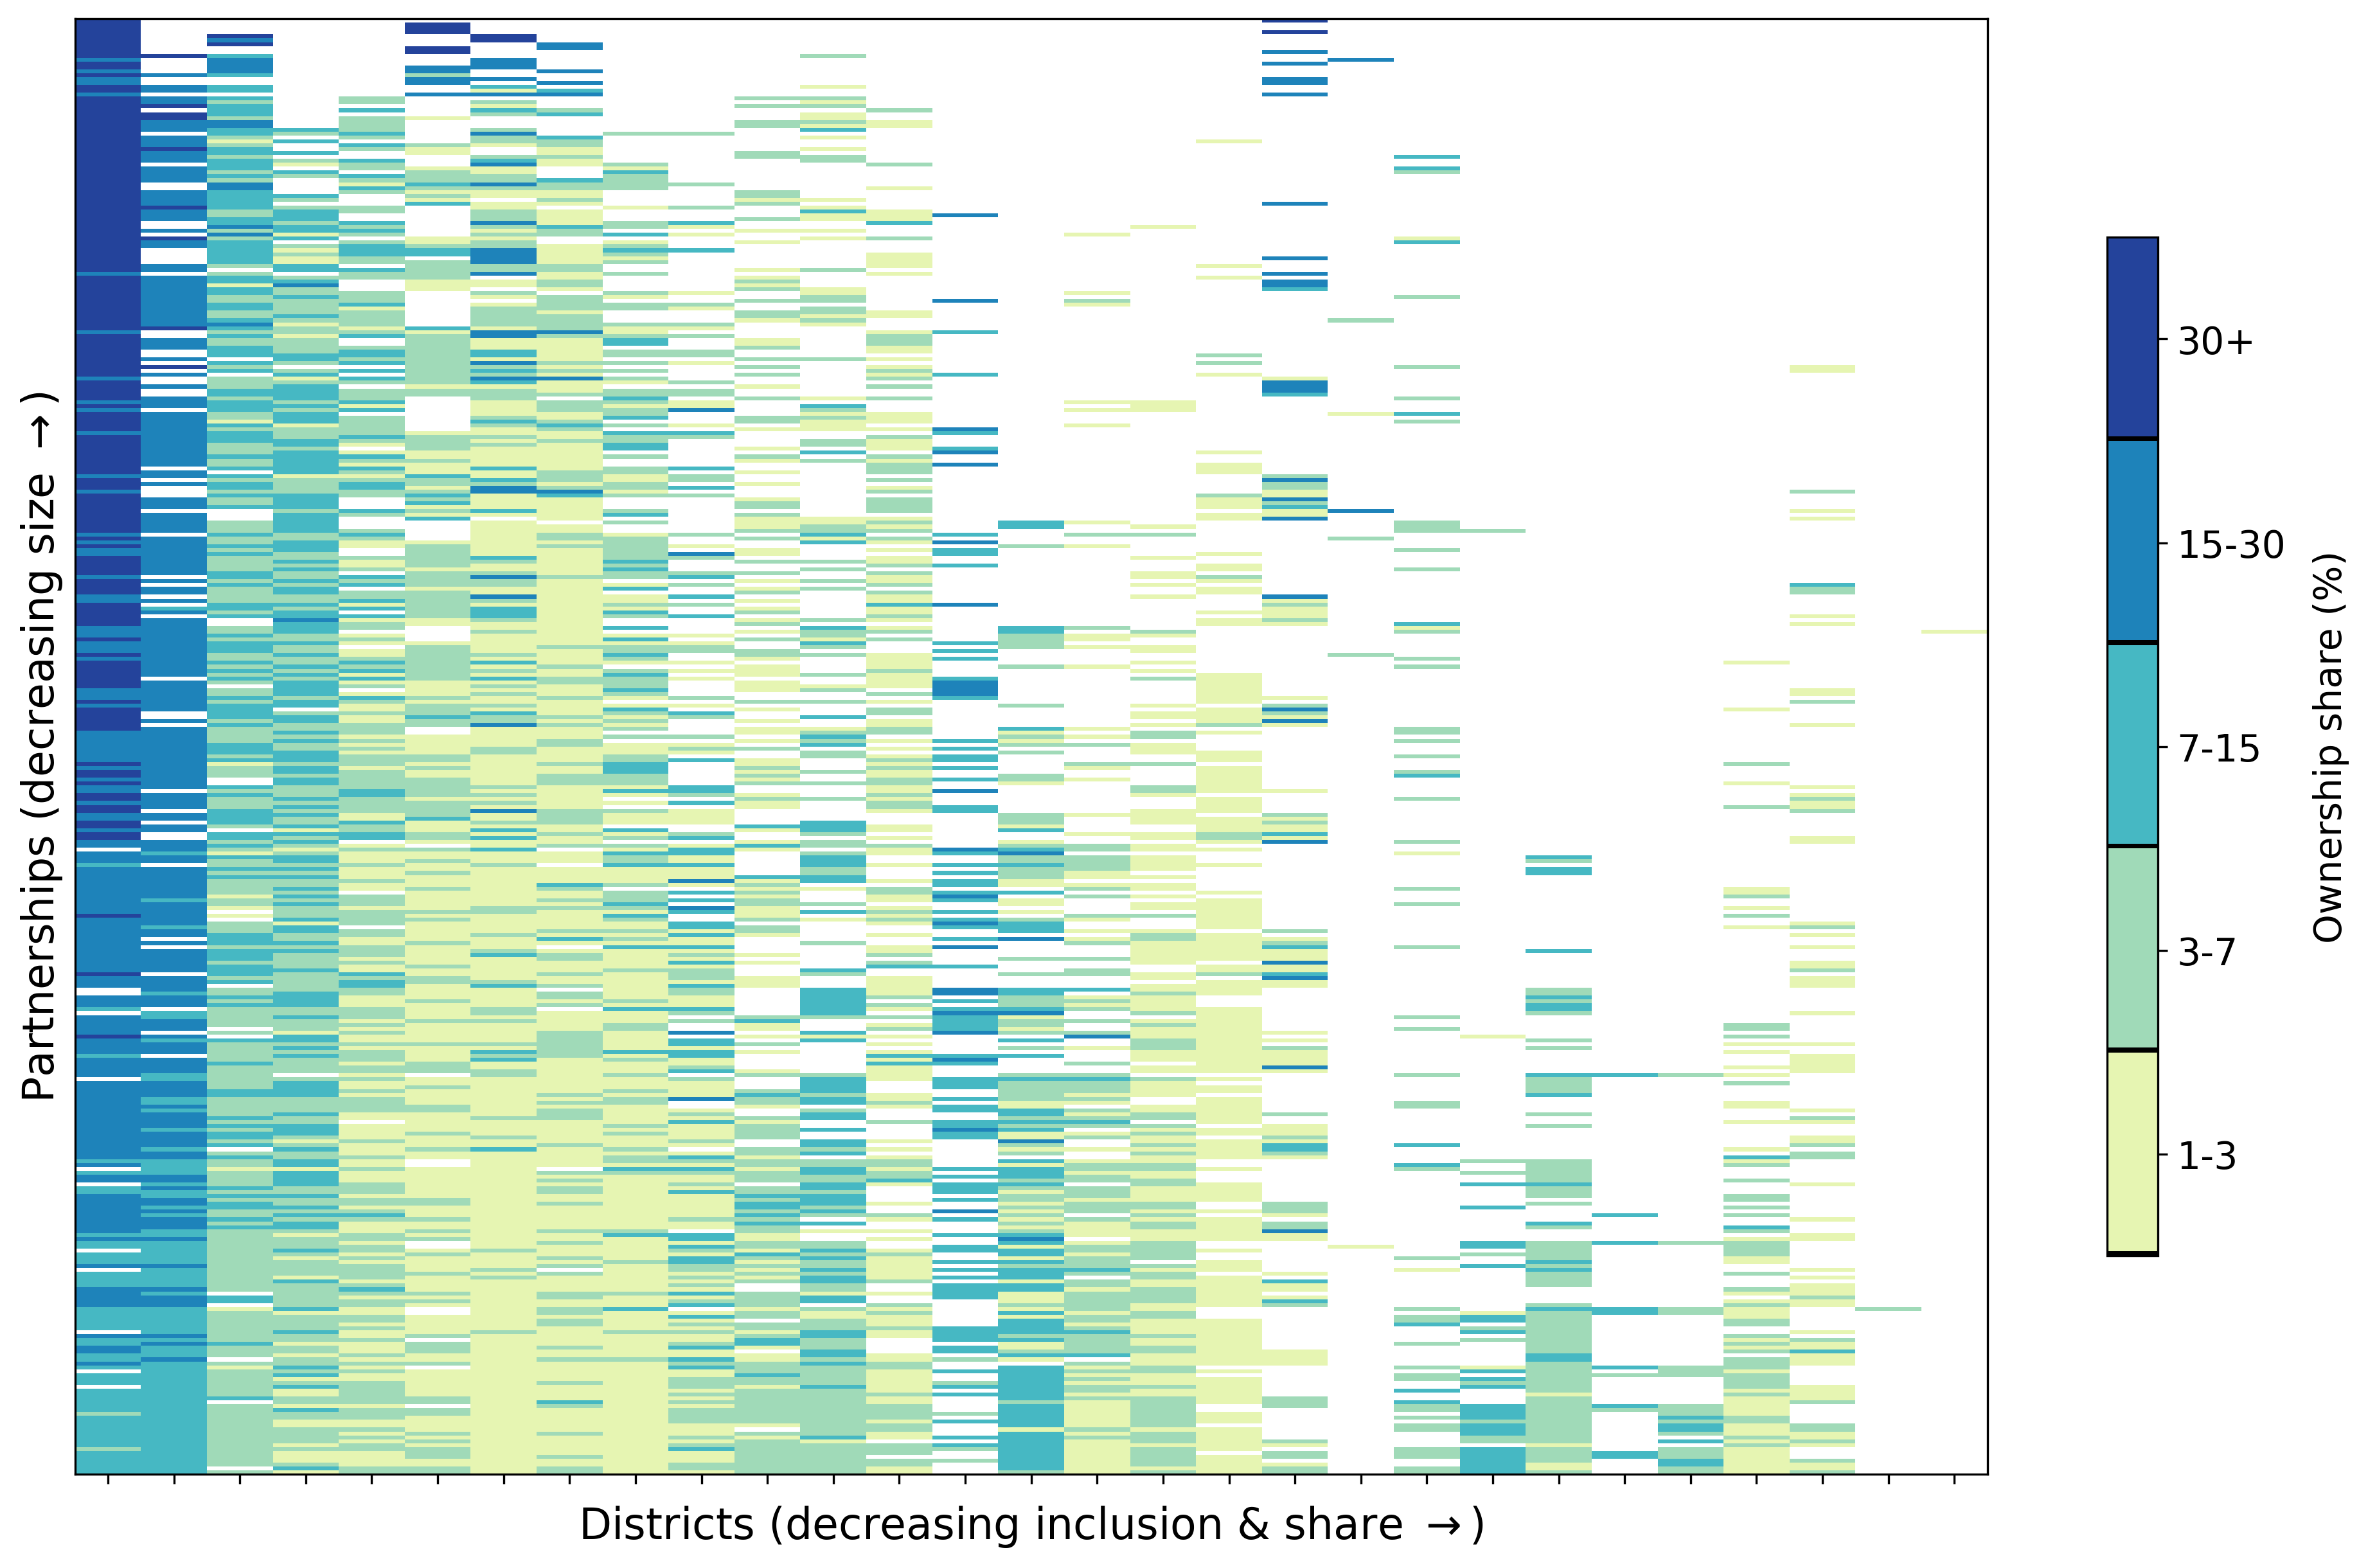 Partnerships (decreasing size →)
Districts (decreasing inclusion & share →)
30+
15-30
7-15
3-7
1-3
Ownership share (%)